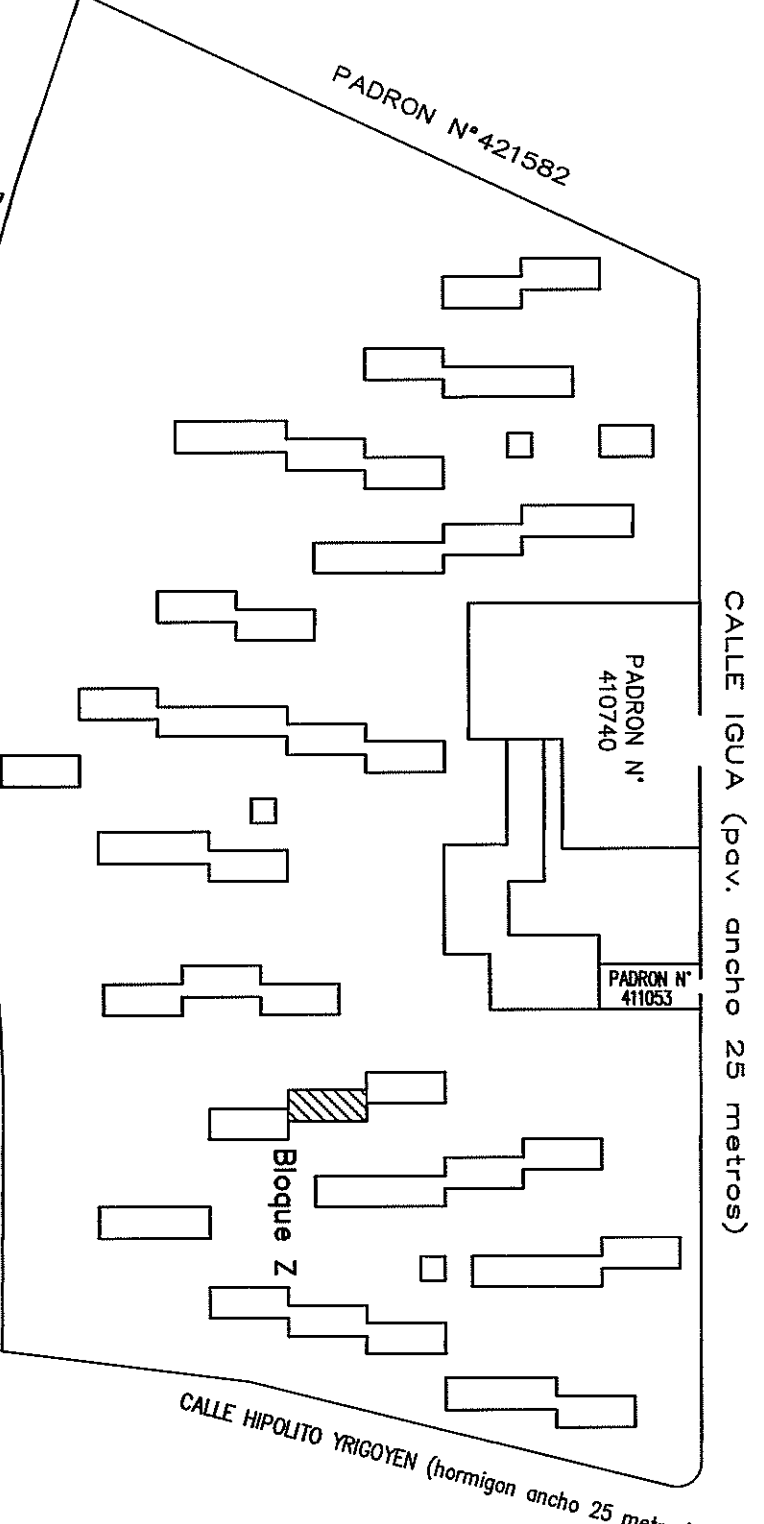 PADRON N°421582
CALLE IGUA (pav. ancho 25 metros)
PADRON N°
410740
PADRON N°
411053
Bloque Z
CALLE HIPOLITO YRIGOYEN (hormigon ancho 25